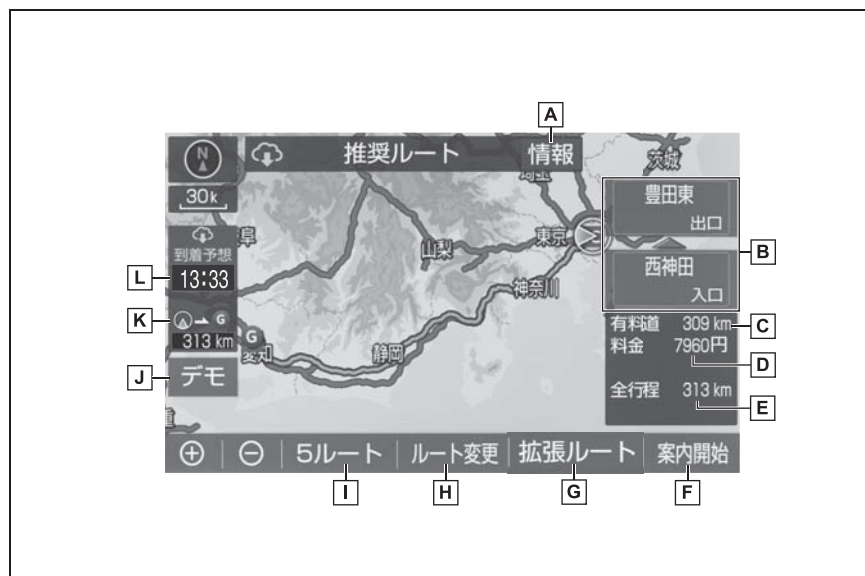 A
N
推奨ルート
情報
茨城
埼玉
30k
豊田東
出口
B
阜
到着予想
山梨
東京
L
13:33
西神田
入口
神奈川
K
G
313 km
G
愛知
静岡
有料道 309 km
C
料金 7960円
D
J
デモ
全行程 313 km
E
重
5ルート
ルート変更
拡張ルート
案内開始
I
H
G
F